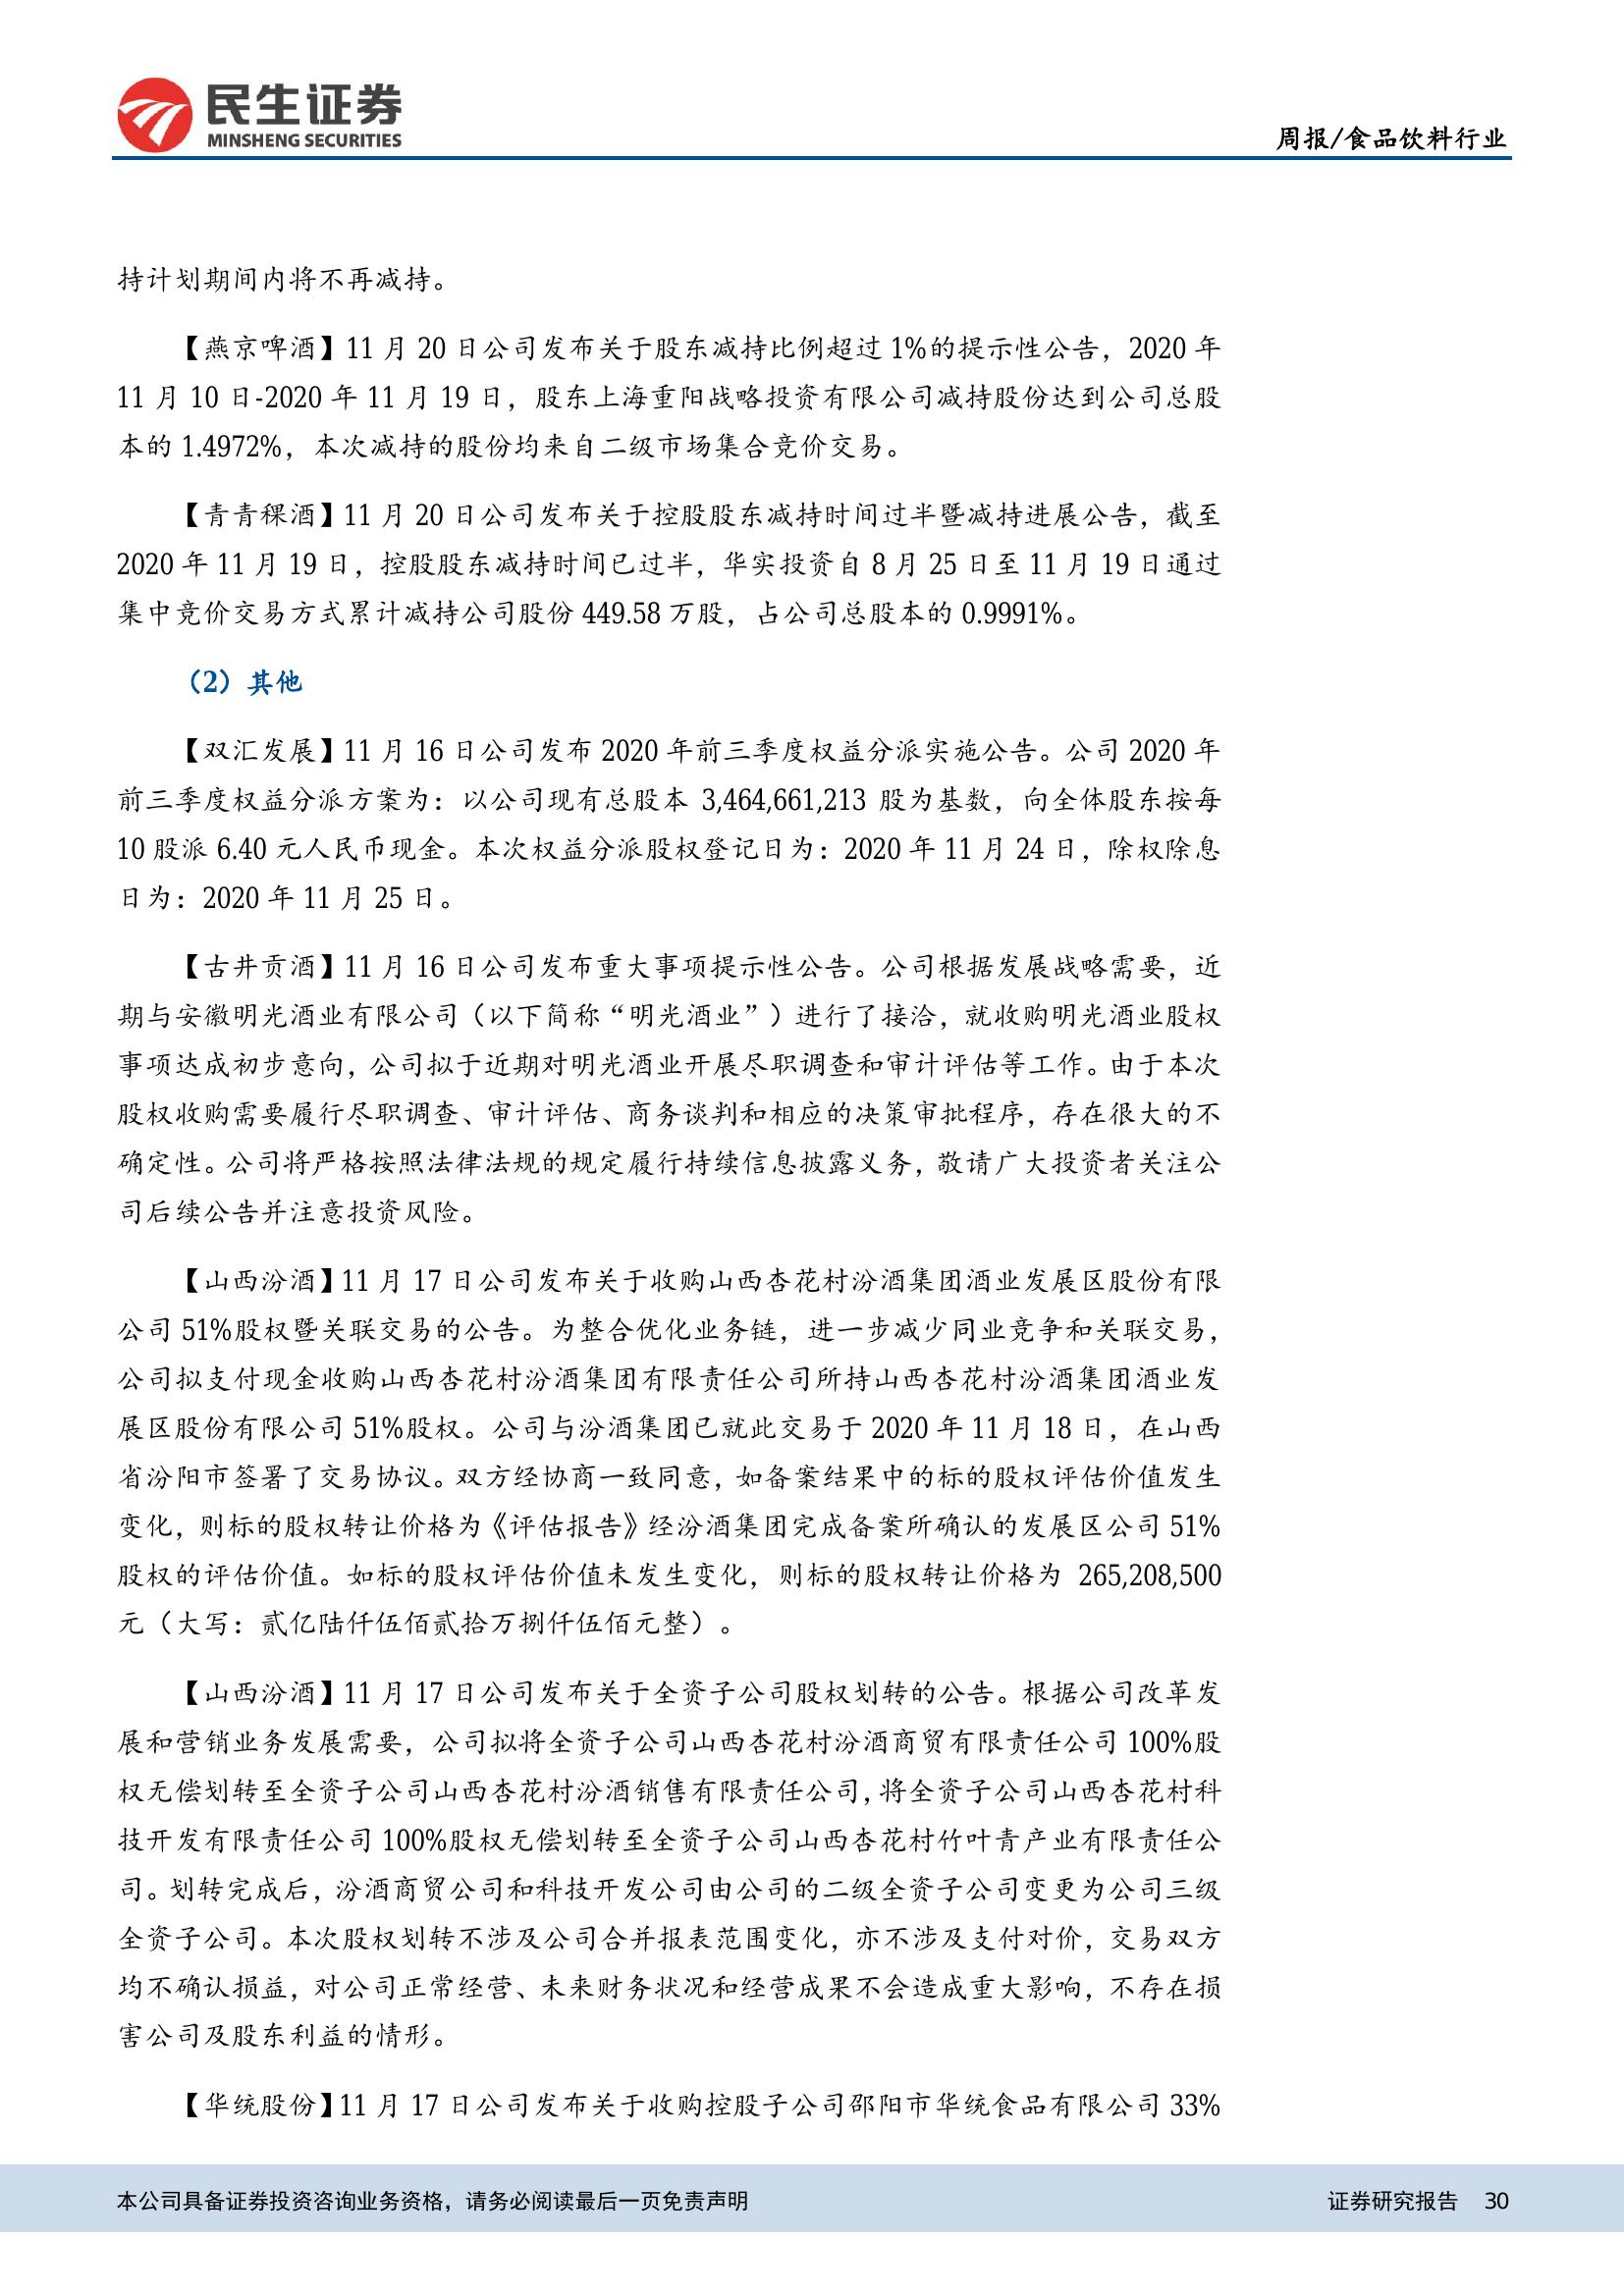 民生证券
MINSHENG SECURITIES
周报/食品饮料行业
持计划期间内将不再减持。
【燕京啤酒】11 月 20 日公司发布关于股东减持比例超过 1%的提示性公告，2020 年
11 月 10 日-2020 年 11 月 19 日，股东上海重阳战略投资有限公司减持股份达到公司总股
本的 1.4972%，本次减持的股份均来自二级市场集合竞价交易。
【青青稞酒】11 月 20 日公司发布关于控股股东减持时间过半暨减持进展公告，截至
2020 年 11 月 19 日，控股股东减持时间已过半，华实投资自 8 月 25 日至 11 月 19 日通过
集中竞价交易方式累计减持公司股份 449.58 万股，占公司总股本的 0.9991%。
（2）其他
【双汇发展】11 月 16 日公司发布 2020 年前三季度权益分派实施公告。公司 2020 年
前三季度权益分派方案为：以公司现有总股本 3,464,661,213 股为基数，向全体股东按每
10 股派 6.40 元人民币现金。本次权益分派股权登记日为：2020 年 11 月 24 日，除权除息
日为：2020 年 11 月 25 日。
【古井贡酒】11 月 16 日公司发布重大事项提示性公告。公司根据发展战略需要，近
期与安徽明光酒业有限公司（以下简称“明光酒业”）进行了接洽，就收购明光酒业股权
事项达成初步意向，公司拟于近期对明光酒业开展尽职调查和审计评估等工作。由于本次
股权收购需要履行尽职调查、审计评估、商务谈判和相应的决策审批程序，存在很大的不
确定性。公司将严格按照法律法规的规定履行持续信息披露义务，敬请广大投资者关注公
司后续公告并注意投资风险。
【山西汾酒】11 月 17 日公司发布关于收购山西杏花村汾酒集团酒业发展区股份有限
公司 51%股权暨关联交易的公告。为整合优化业务链，进一步减少同业竞争和关联交易，
公司拟支付现金收购山西杏花村汾酒集团有限责任公司所持山西杏花村汾酒集团酒业发
展区股份有限公司 51%股权。公司与汾酒集团已就此交易于 2020 年 11 月 18 日，在山西
省汾阳市签署了交易协议。双方经协商一致同意，如备案结果中的标的股权评估价值发生
变化，则标的股权转让价格为《评估报告》经汾酒集团完成备案所确认的发展区公司 51%
股权的评估价值。如标的股权评估价值未发生变化，则标的股权转让价格为 265,208,500
元（大写：贰亿陆仟伍佰贰拾万捌仟伍佰元整）。
【山西汾酒】11 月 17 日公司发布关于全资子公司股权划转的公告。根据公司改革发
展和营销业务发展需要，公司拟将全资子公司山西杏花村汾酒商贸有限责任公司 100%股
权无偿划转至全资子公司山西杏花村汾酒销售有限责任公司，将全资子公司山西杏花村科
技开发有限责任公司 100%股权无偿划转至全资子公司山西杏花村竹叶青产业有限责任公
司。划转完成后，汾酒商贸公司和科技开发公司由公司的二级全资子公司变更为公司三级
全资子公司。本次股权划转不涉及公司合并报表范围变化，亦不涉及支付对价，交易双方
均不确认损益，对公司正常经营、未来财务状况和经营成果不会造成重大影响，不存在损
害公司及股东利益的情形。
【华统股份】11 月 17 日公司发布关于收购控股子公司邵阳市华统食品有限公司 33%
本公司具备证券投资咨询业务资格，请务必阅读最后一页免责声明
证券研究报告 30